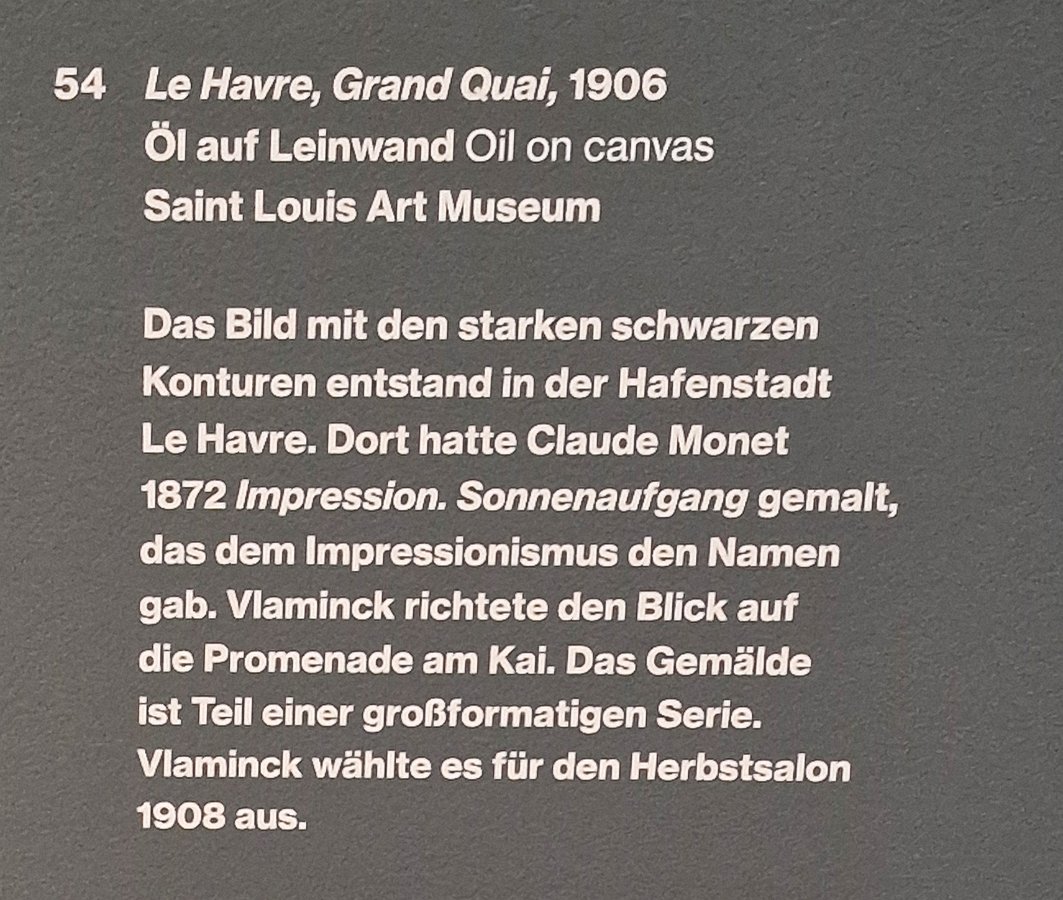 54 Le Havre, Grand Quai, 1906
Öl auf Leinwand Oil on canvas
Saint Louis Art Museum
Das Bild mit den starken schwarzen
Konturen entstand in der Hafenstadt
Le Havre. Dort hatte Claude Monet
1872 Impression. Sonnenaufgang gemalt,
das dem Impressionismus den Namen
gab. Vlaminck richtete den Blick auf
die Promenade am Kai. Das Gemälde
ist Teil einer großformatigen Serie.
Vlaminck wählte es für den Herbstsalon
1908 aus.